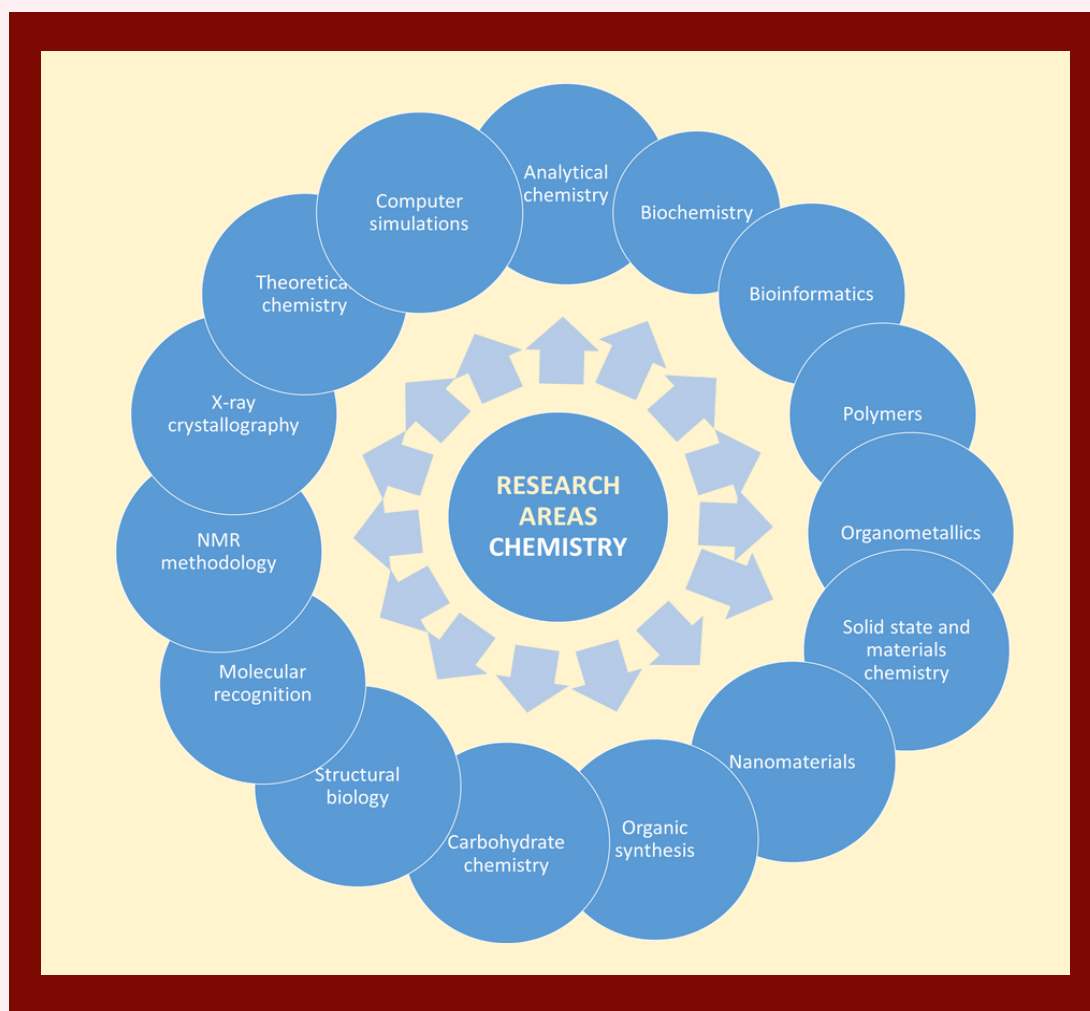 RESEARCH
AREAS
CHEMISTRY
Analytical
chemistry
Biochemistry
Bioinformatics
Polymers
Organometallics
Solid state and
materials
chemistry
Nanomaterials
Organic
synthesis
Carbohydrate
chemistry
Structural
biology
Molecular
recognition
NMR
methodology
X-ray
crystallography
Theoretical
chemistry
Computer
simulations